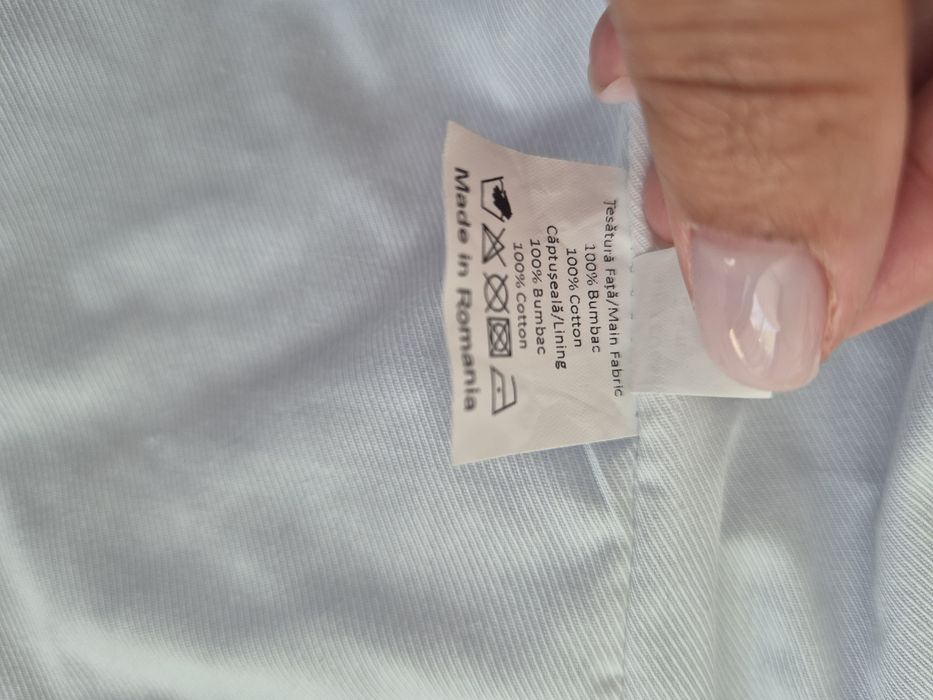 Țesătură Față/Main Fabric
100% Bumbac
100% Cotton
Căptușeală/Lining
100% Bumbac
100% Cotton
Made in Romania